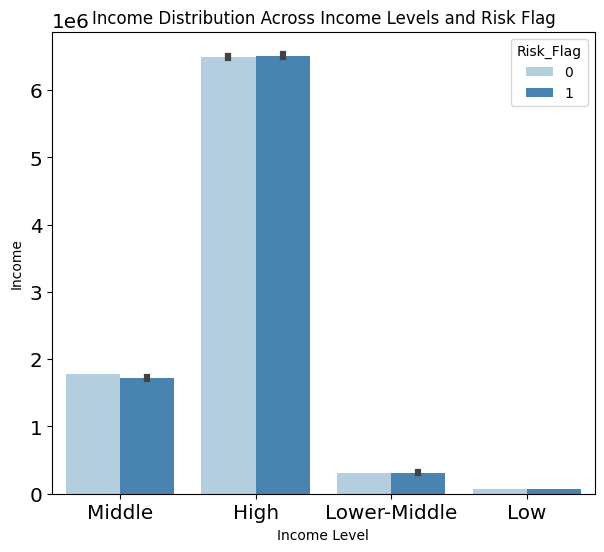 Income Distribution Across Income Levels and Risk Flag
1e6
Risk_Flag
0
1
6
5
4
3
2
1
0
Income
Middle High Lower-Middle Low
Income Level